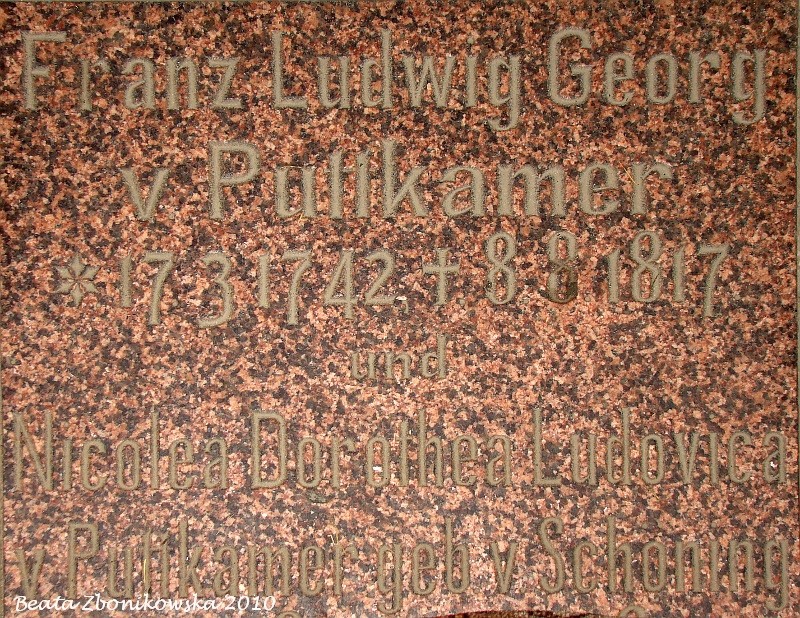 Franz Ludwig Georg
v Puttkamer
* 17 3 1742, † 8 8 1817
und
Nicolea Dorothea Ludovica
v Puttkamer geb v Schöning
Beata Zbonikowska 2010